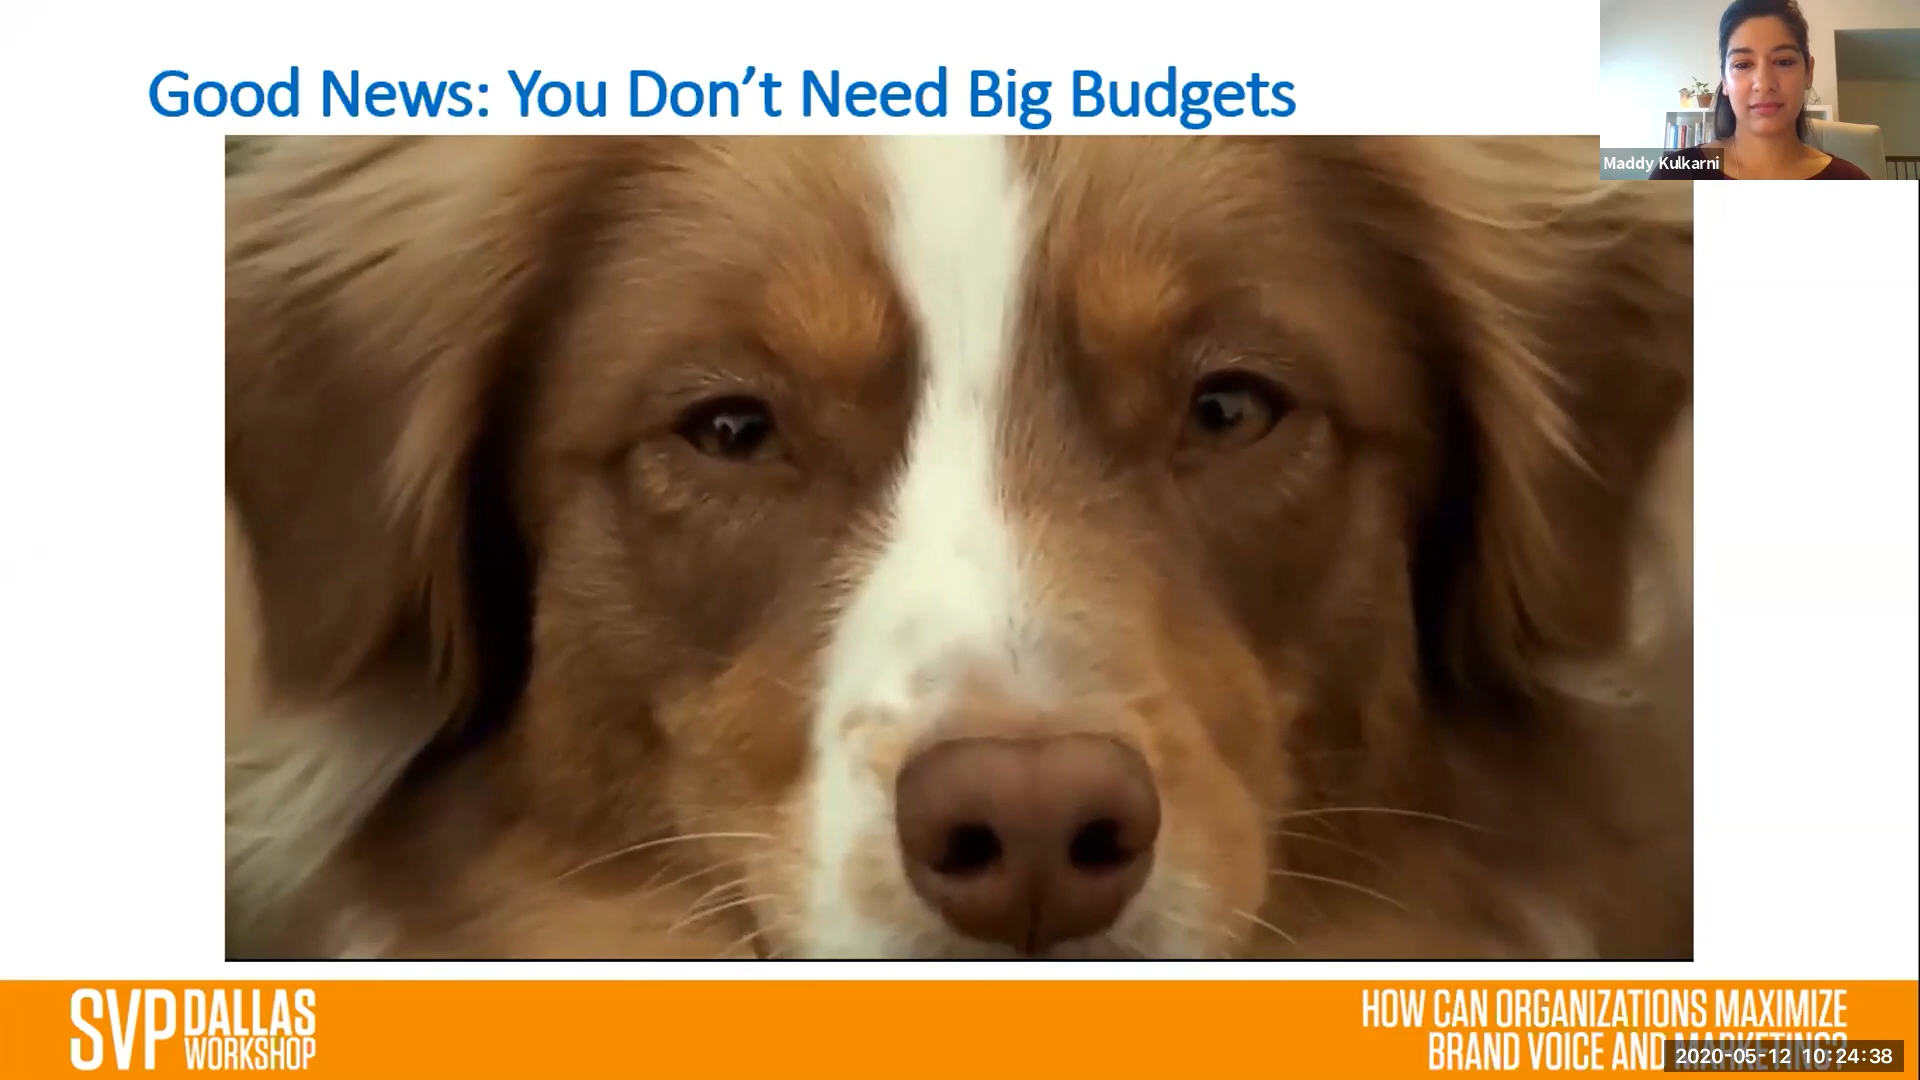 Good News: You Don't Need Big Budgets
Maddy Kulkarni
SVP DALLAS
WORKSHOP
HOW CAN ORGANIZATIONS MAXIMIZE
BRAND VOICE AND MARKETING?
2020-05-12 10:24:38